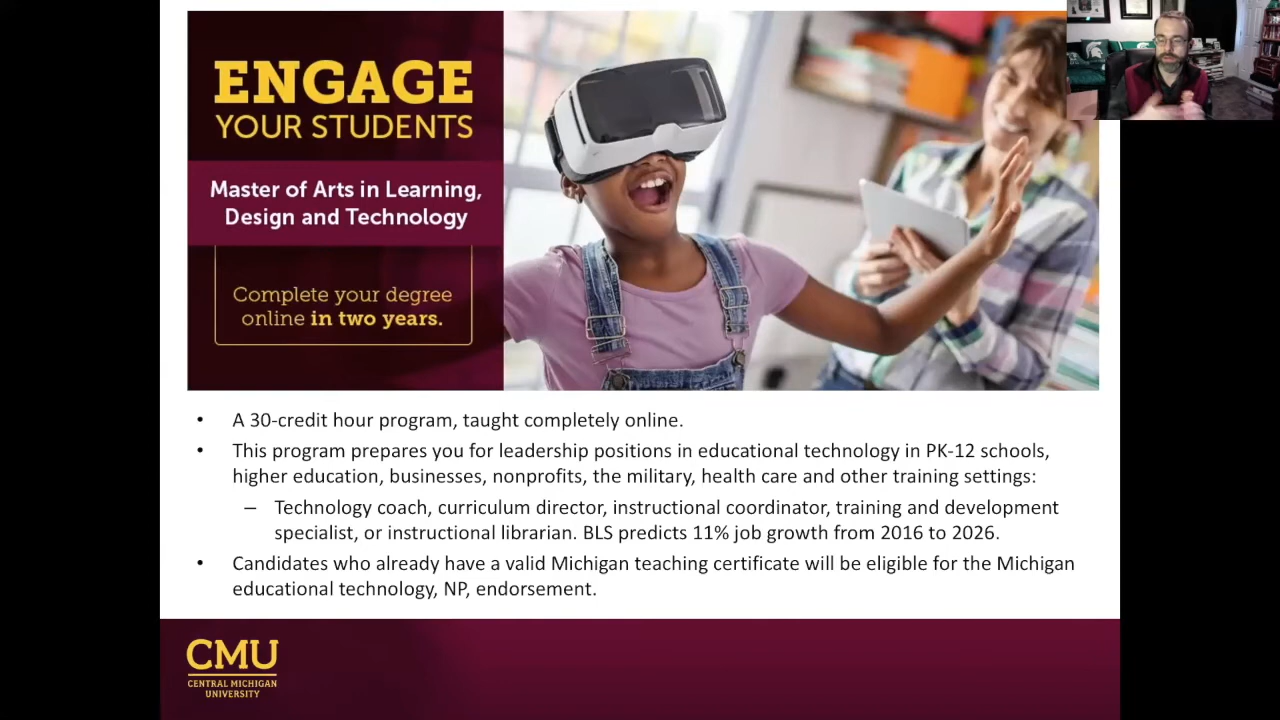 ENGAGE
YOUR STUDENTS
Master of Arts in Learning,
Design and Technology
Complete your degree
online in two years.
• A 30-credit hour program, taught completely online.
• This program prepares you for leadership positions in educational technology in PK-12 schools,
higher education, businesses, nonprofits, the military, health care and other training settings:
– Technology coach, curriculum director, instructional coordinator, training and development
specialist, or instructional librarian. BLS predicts 11% job growth from 2016 to 2026.
• Candidates who already have a valid Michigan teaching certificate will be eligible for the Michigan
educational technology, NP, endorsement.
CMU
CENTRAL MICHIGAN
UNIVERSITY